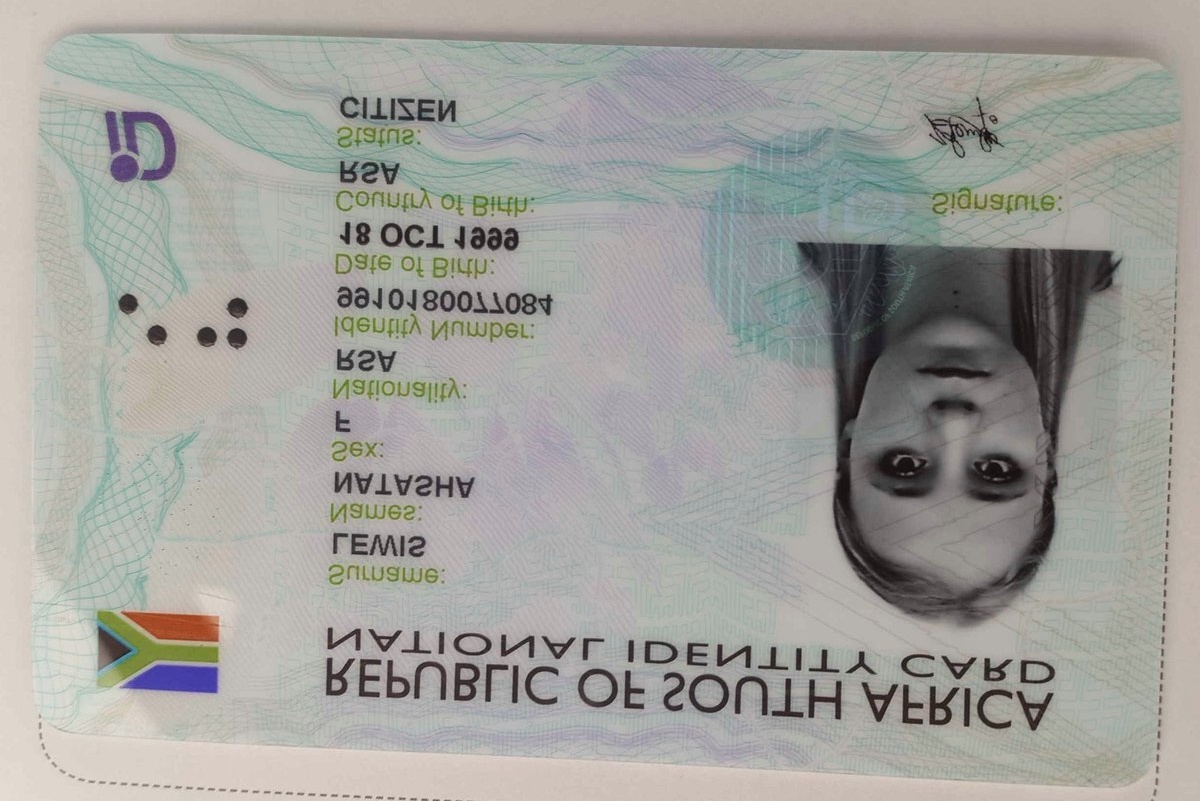 REPUBLIC OF SOUTH AFRICA
NATIONAL IDENTITY CARD
Surname:
LEWIS
Names:
NATASHA
Sex:
F
Nationality:
RSA
Identity Number:
9910180077084
Date of Birth:
18 OCT 1999
Country of Birth:
RSA
Status:
CITIZEN
Signature:
iD